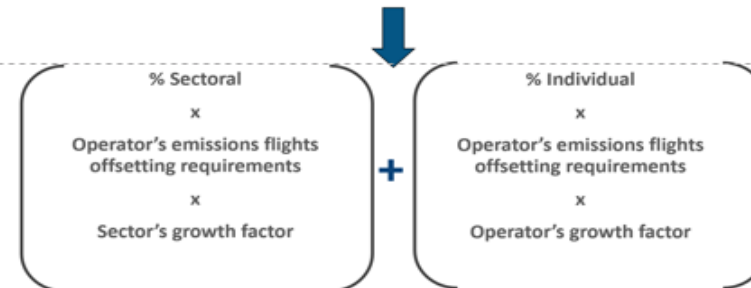 % Sectoral
x
Operator's emissions flights
offsetting requirements
x
Sector's growth factor
+
% Individual
x
Operator's emissions flights
offsetting requirements
x
Operator's growth factor